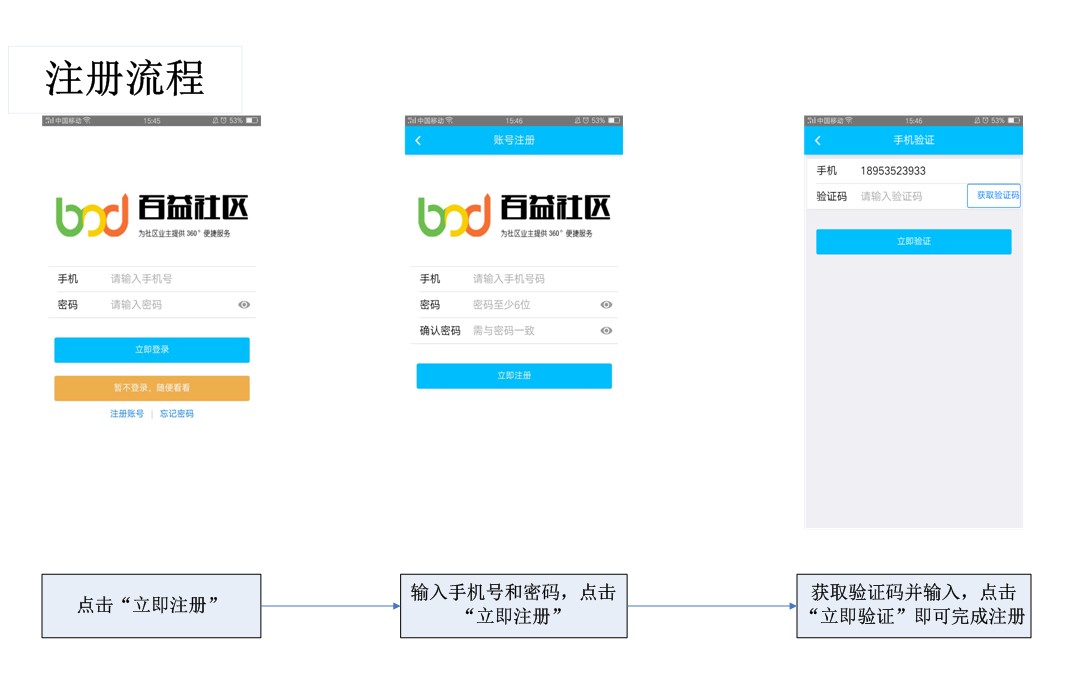 注册流程
中国移动 15:45 53%
百益社区
为社区业主提供 360° 便捷服务
手机 请输入手机号
密码 请输入密码
立即登录
暂不登录，随便看看
注册账号 | 忘记密码
点击“立即注册”
中国移动 15:46 53%
账号注册
百益社区
为社区业主提供 360° 便捷服务
手机 请输入手机号码
密码 密码至少6位
确认密码 需与密码一致
立即注册
输入手机号和密码，点击
“立即注册”
中国移动 15:46 53%
手机验证
手机 18953523933
验证码 请输入验证码 获取验证码
立即验证
获取验证码并输入，点击
“立即验证”即可完成注册